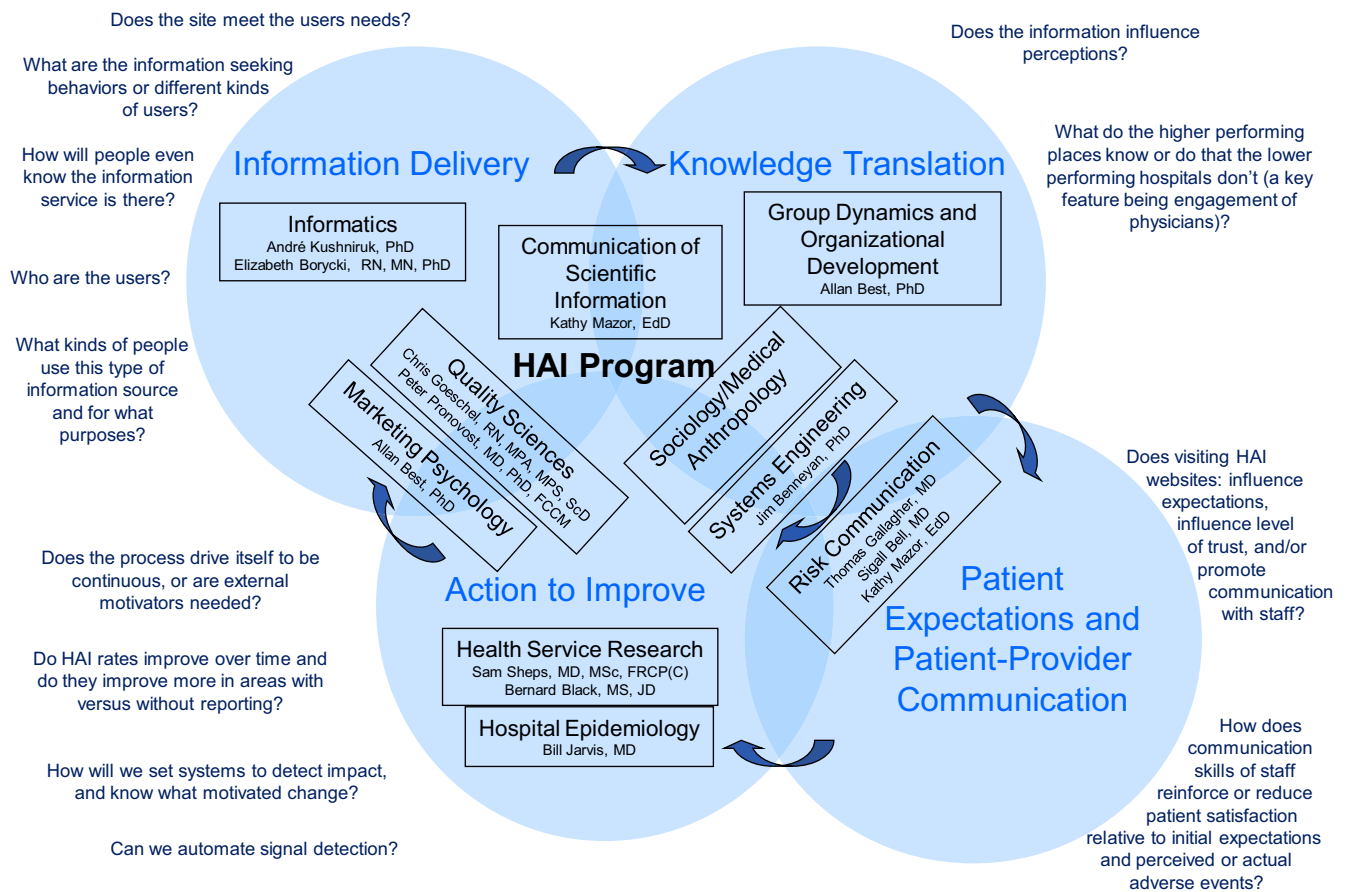 Does the site meet the users needs?
What are the information seeking
behaviors or different kinds
of users?
How will people even
know the information
service is there?
Who are the users?
What kinds of people
use this type of
information source
and for what
purposes?
Does the information influence
perceptions?
What do the higher performing
places know or do that the lower
performing hospitals don't (a key
feature being engagement of
physicians)?
Information Delivery
Knowledge Translation
Informatics
André Kushniruk, PhD
Elizabeth Borycki, RN, MN, PhD
Communication of
Scientific
Information
Kathy Mazor, EdD
Group Dynamics and
Organizational
Development
Allan Best, PhD
HAI Program
Quality Sciences
Chris Goeschel, RN, MPA, MPS, ScD
Peter Pronovost, MD, PhD, FCCM
Marketing Psychology
Allan Best, PhD
Sociology/Medical
Anthropology
Systems Engineering
Jim Benneyan, PhD
Risk Communication
Thomas Gallagher, MD
Sigall Bell, MD
Kathy Mazor, EdD
Action to Improve
Health Service Research
Sam Sheps, MD, MSc, FRCP(C)
Bernard Black, MS, JD
Hospital Epidemiology
Bill Jarvis, MD
Patient
Expectations and
Patient-Provider
Communication
Does the process drive itself to be
continuous, or are external
motivators needed?
Do HAI rates improve over time and
do they improve more in areas with
versus without reporting?
How will we set systems to detect impact,
and know what motivated change?
Can we automate signal detection?
Does visiting HAI
websites: influence
expectations,
influence level
of trust, and/or
promote
communication
with staff?
How does
communication
skills of staff
reinforce or reduce
patient satisfaction
relative to initial expectations
and perceived or actual
adverse events?